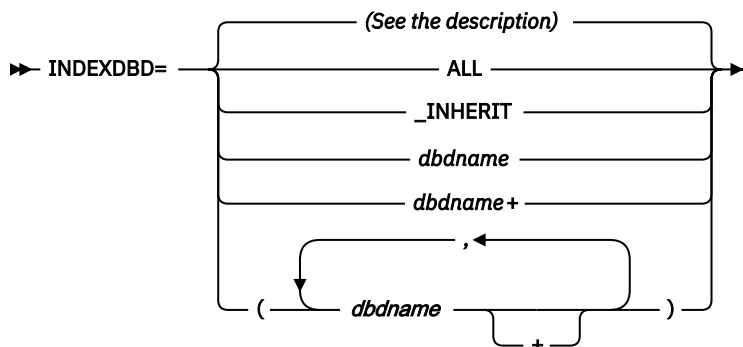 (See the description)
INDEXDBD= ALL
_INHERIT
dbdname
dbdname+
,
( dbdname )
+